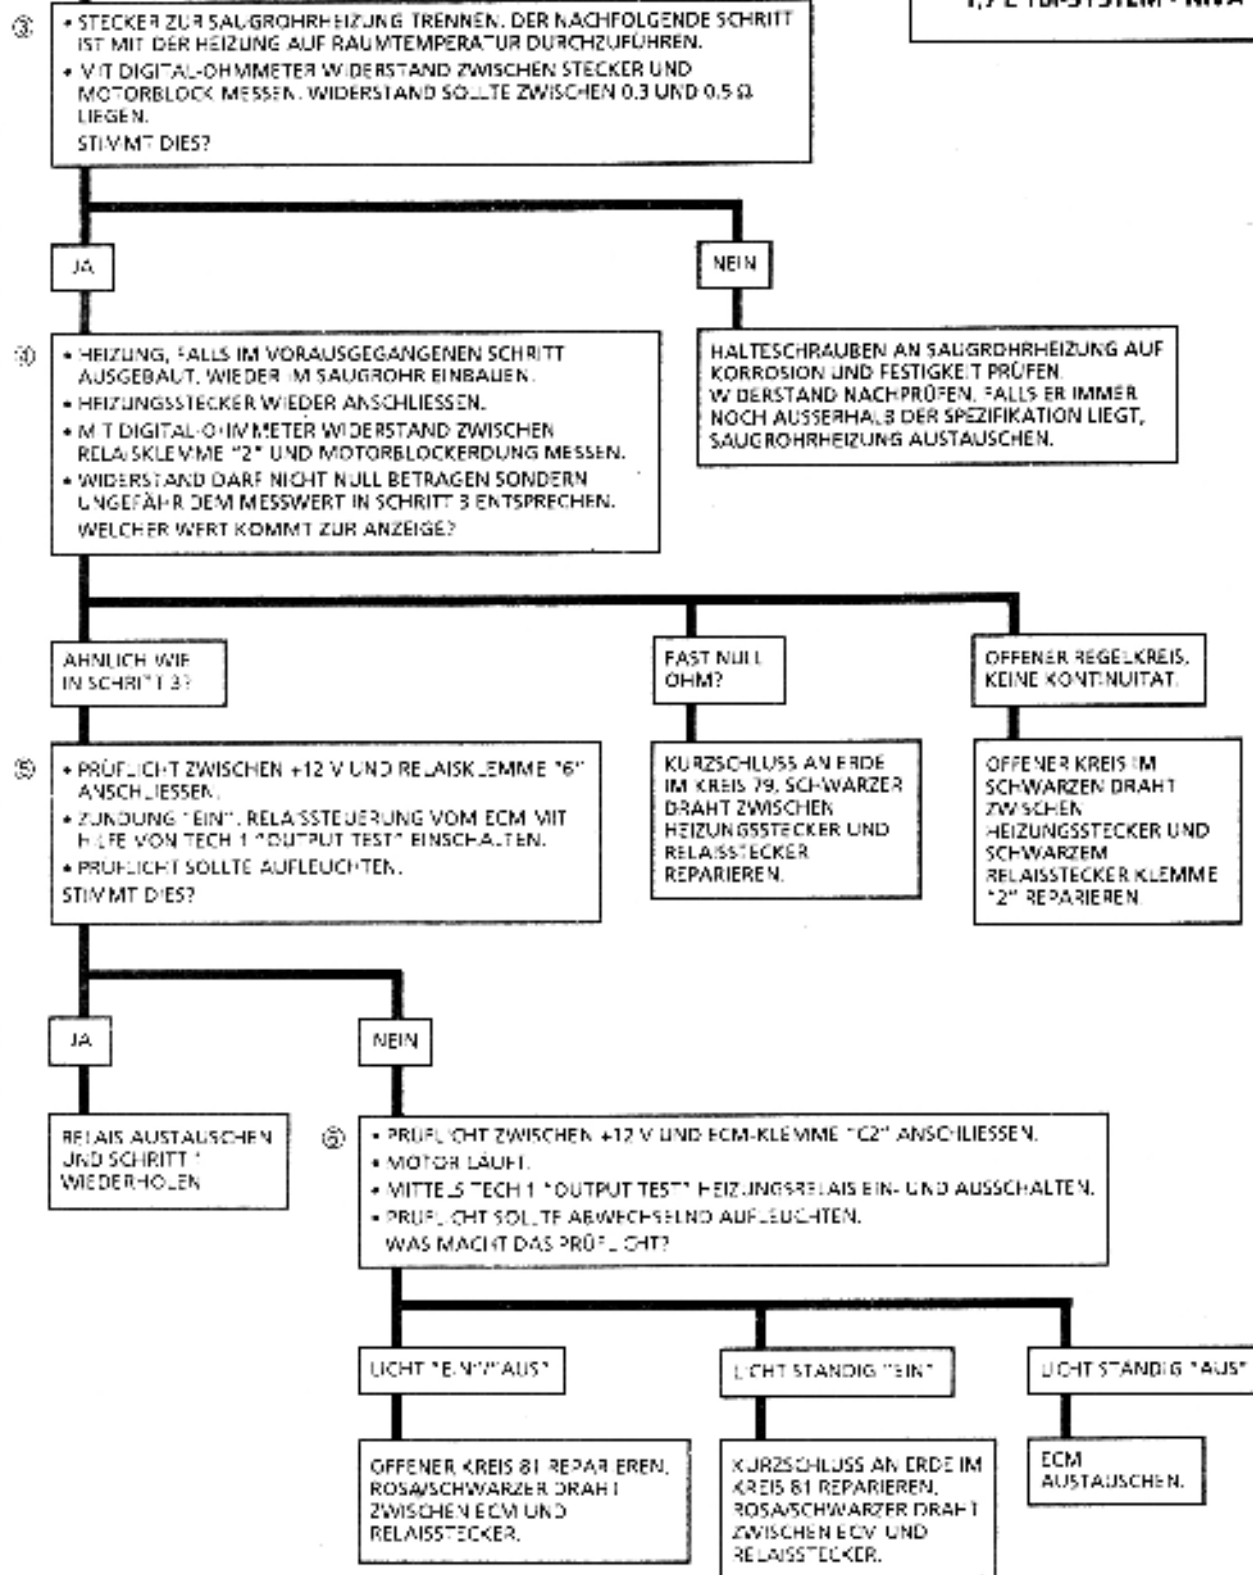 1,7 L TBI-SYSTEM - NIVA
③
• STECKER ZUR SAUGROHRHEIZUNG TRENNEN. DER NACHFOLGENDE SCHRITT
IST MIT DER HEIZUNG AUF RAUMTEMPERATUR DURCHZUFÜHREN.
• MIT DIGITAL-OHMMETER WIDERSTAND ZWISCHEN STECKER UND
MOTORBLOCK MESSEN. WIDERSTAND SOLLTE ZWISCHEN 0.3 UND 0.5 Ω
LIEGEN.
STIMMT DIES?
JA
NEIN
④
• HEIZUNG, FALLS IM VORAUSGEGANGENEN SCHRITT
AUSGEBAUT, WIEDER IM SAUGROHR EINBAUEN.
• HEIZUNGSSTECKER WIEDER ANSCHLIESSEN.
• MIT DIGITAL-OHMMETER WIDERSTAND ZWISCHEN
RELAISKLEMME "2" UND MOTORBLOCKERDUNG MESSEN.
• WIDERSTAND DARF NICHT NULL BETRAGEN SONDERN
UNGEFÄHR DEM MESSWERT IN SCHRITT 3 ENTSPRECHEN.
WELCHER WERT KOMMT ZUR ANZEIGE?
HALTESCHRAUBEN AN SAUGROHRHEIZUNG AUF
KORROSION UND FESTIGKEIT PRÜFEN.
WIDERSTAND NACHPRÜFEN. FALLS ER IMMER
NOCH AUSSERHALB DER SPEZIFIKATION LIEGT,
SAUGROHRHEIZUNG AUSTAUSCHEN.
ÄHNLICH WIE
IN SCHRITT 3?
FAST NULL
OHM?
OFFENER REGELKREIS,
KEINE KONTINUITÄT.
⑤
• PRÜFLICHT ZWISCHEN +12 V UND RELAISKLEMME "6"
ANSCHLIESSEN.
• ZÜNDUNG "EIN". RELAISSTEUERUNG VOM ECM MIT
HILFE VON TECH 1 "OUTPUT TEST" EINSCHALTEN.
• PRÜFLICHT SOLLTE AUFLEUCHTEN.
STIMMT DIES?
KURZSCHLUSS AN ERDE
IM KREIS 79, SCHWARZER
DRAHT ZWISCHEN
HEIZUNGSSTECKER UND
RELAISSTECKER
REPARIEREN.
OFFENER KREIS IM
SCHWARZEN DRAHT
ZWISCHEN
HEIZUNGSSTECKER UND
SCHWARZEM
RELAISSTECKER KLEMME
"2" REPARIEREN.
JA
NEIN
RELAIS AUSTAUSCHEN
UND SCHRITT 1
WIEDERHOLEN
⑥
• PRÜFLICHT ZWISCHEN +12 V UND ECM-KLEMME "C2" ANSCHLIESSEN.
• MOTOR LÄUFT.
• MITTELS TECH 1 "OUTPUT TEST" HEIZUNGSRELAIS EIN- UND AUSSCHALTEN.
• PRÜFLICHT SOLLTE ABWECHSELND AUFLEUCHTEN.
WAS MACHT DAS PRÜFLICHT?
LICHT "EIN"/"AUS"
LICHT STÄNDIG "EIN"
LICHT STÄNDIG "AUS"
OFFENER KREIS 81 REPARIEREN.
ROSA/SCHWARZER DRAHT
ZWISCHEN ECM UND
RELAISSTECKER.
KURZSCHLUSS AN ERDE IM
KREIS 81 REPARIEREN.
ROSA/SCHWARZER DRAHT
ZWISCHEN ECM UND
RELAISSTECKER.
ECM
AUSTAUSCHEN.